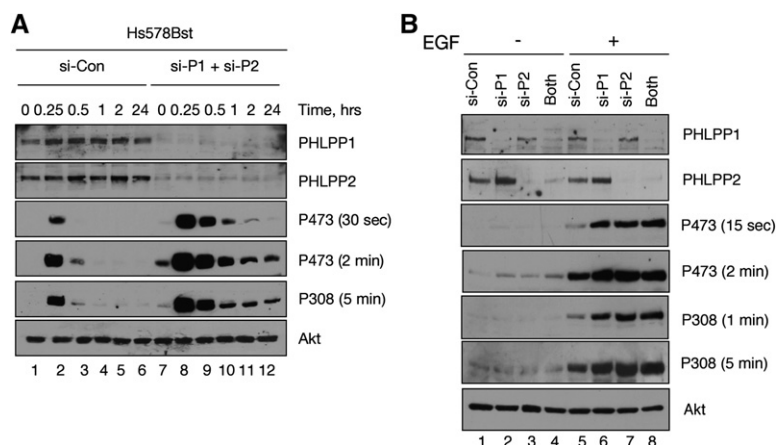 A
Hs578Bst
si-Con si-P1 + si-P2
0 0.25 0.5 1 2 24 0 0.25 0.5 1 2 24 Time, hrs
PHLPP1
PHLPP2
P473 (30 sec)
P473 (2 min)
P308 (5 min)
Akt
1 2 3 4 5 6 7 8 9 10 11 12
B
EGF - +
si-Con si-P1 si-P2 Both si-Con si-P1 si-P2 Both
PHLPP1
PHLPP2
P473 (15 sec)
P473 (2 min)
P308 (1 min)
P308 (5 min)
Akt
1 2 3 4 5 6 7 8